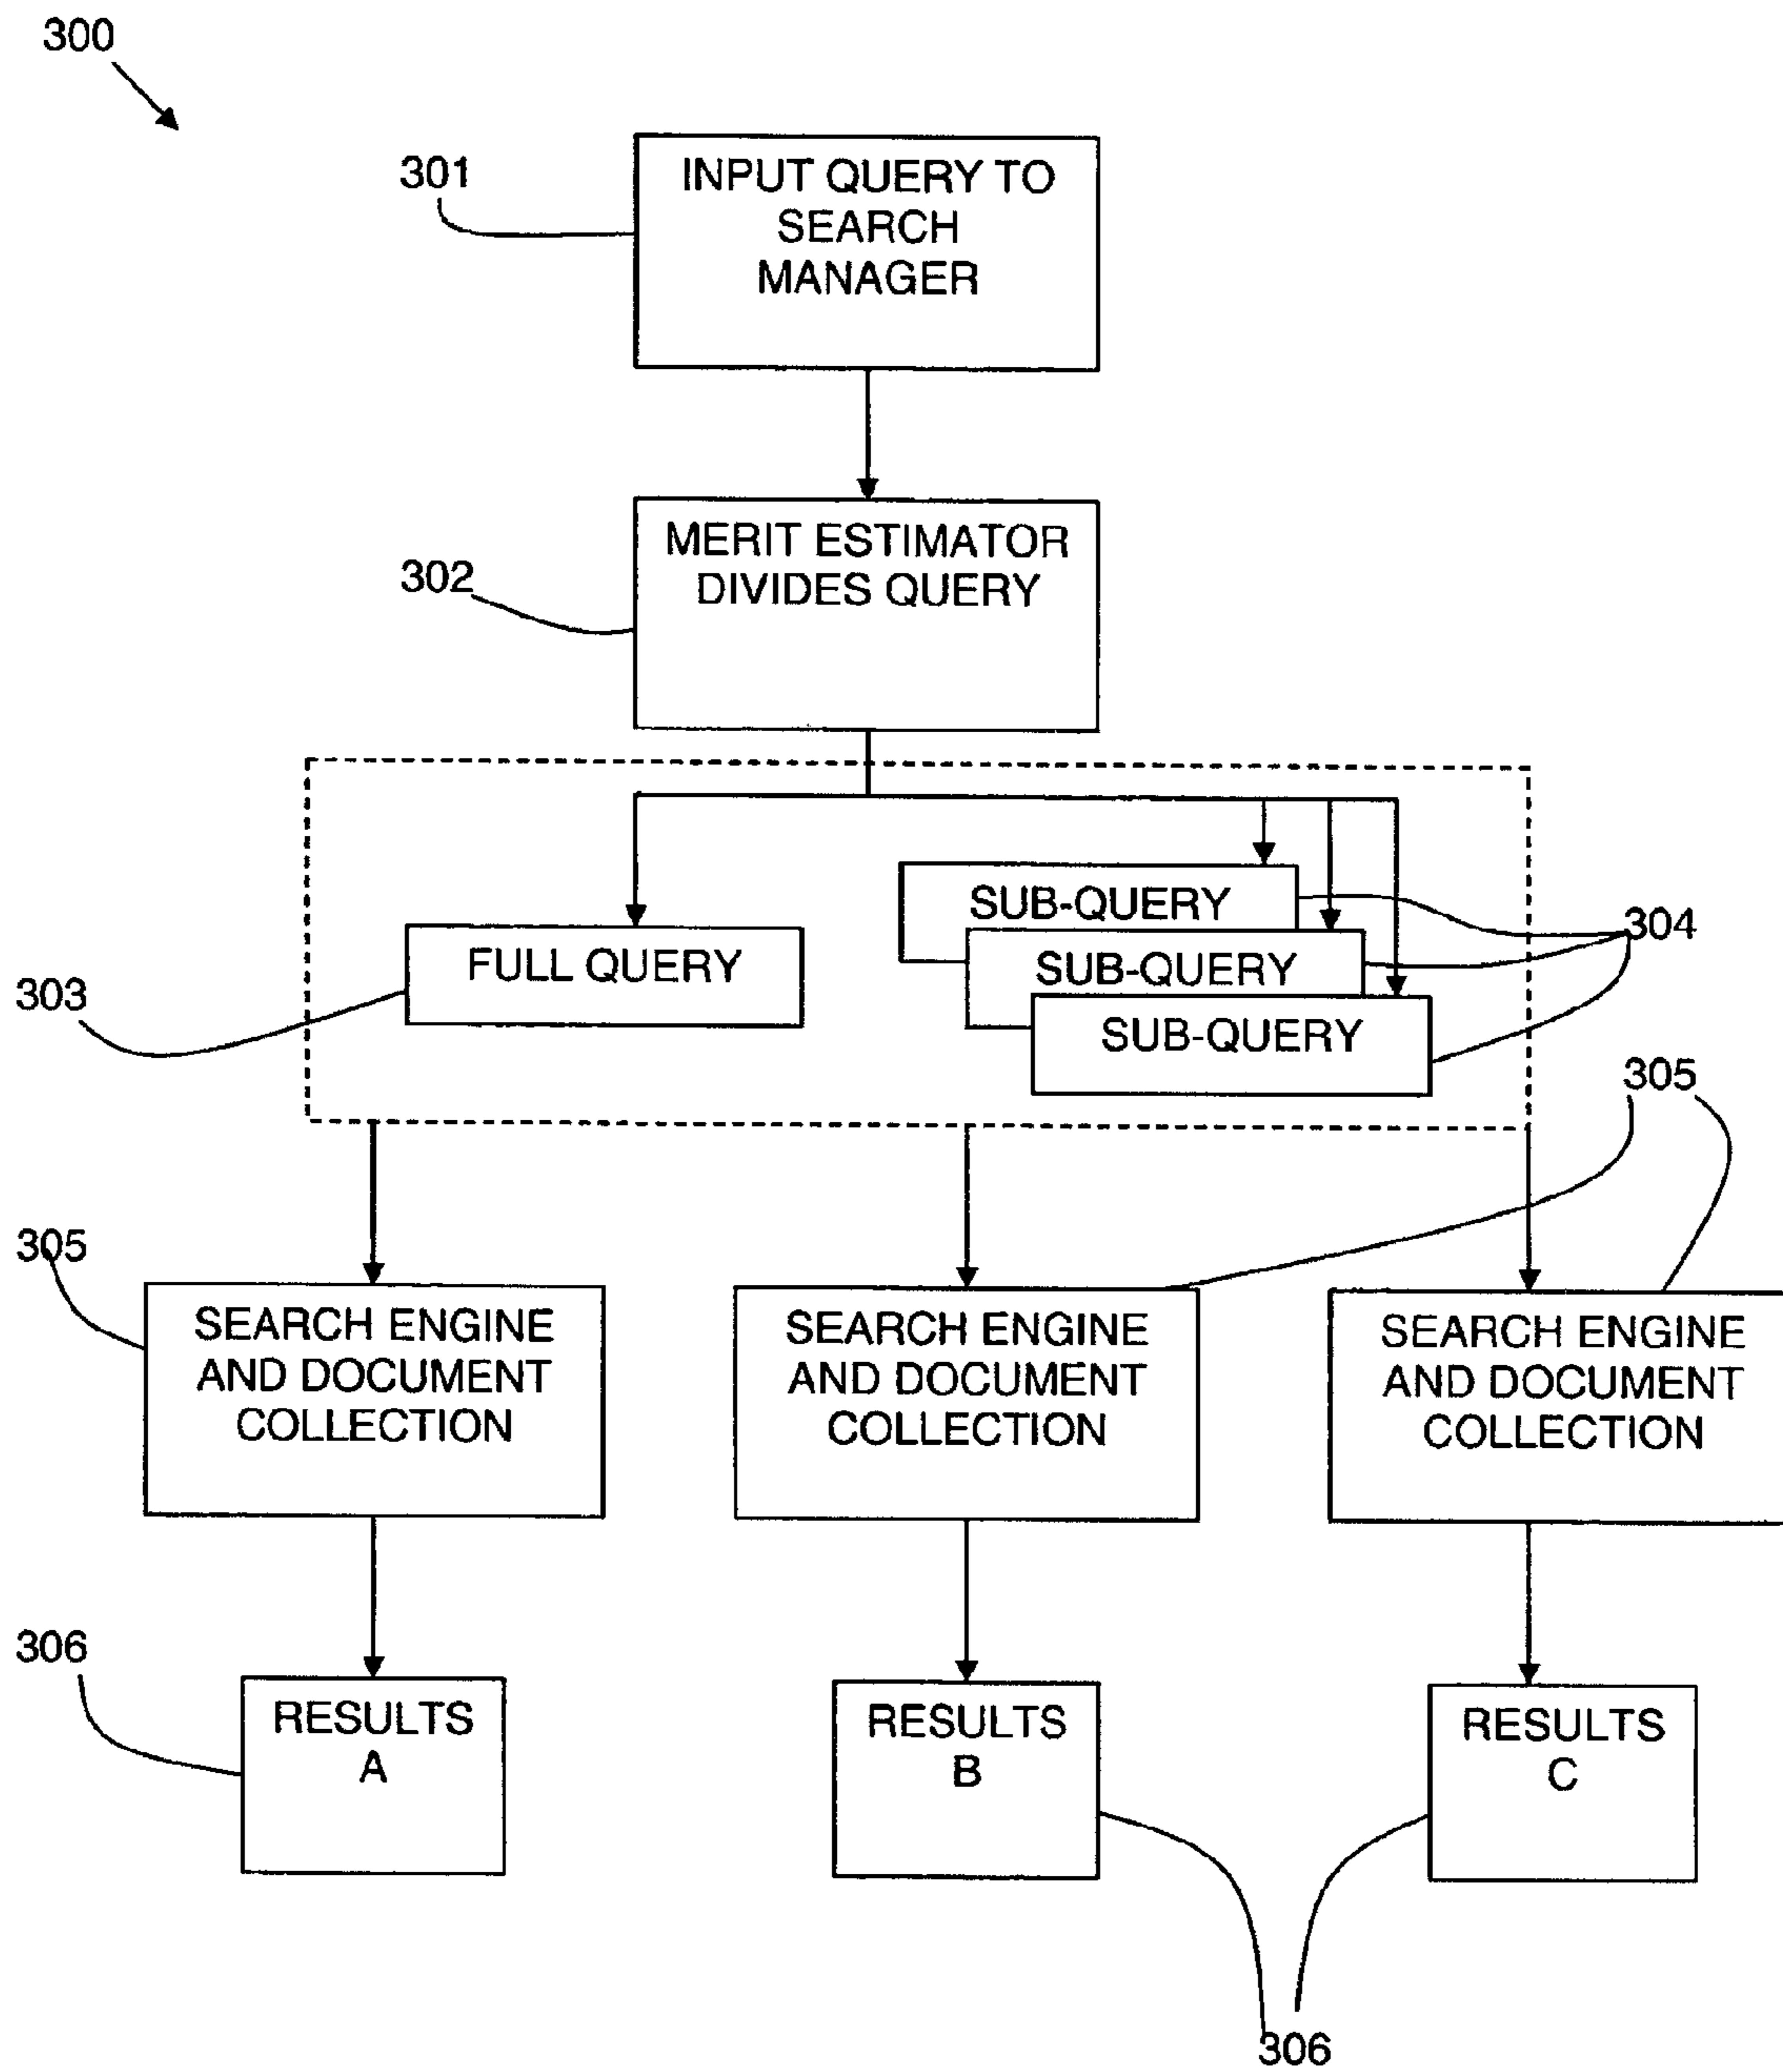 300
301
INPUT QUERY TO
SEARCH
MANAGER
302
MERIT ESTIMATOR
DIVIDES QUERY
303
FULL QUERY
SUB-QUERY
SUB-QUERY
SUB-QUERY
304
305
305
SEARCH ENGINE
AND DOCUMENT
COLLECTION
SEARCH ENGINE
AND DOCUMENT
COLLECTION
SEARCH ENGINE
AND DOCUMENT
COLLECTION
306
RESULTS
A
RESULTS
B
RESULTS
C
306